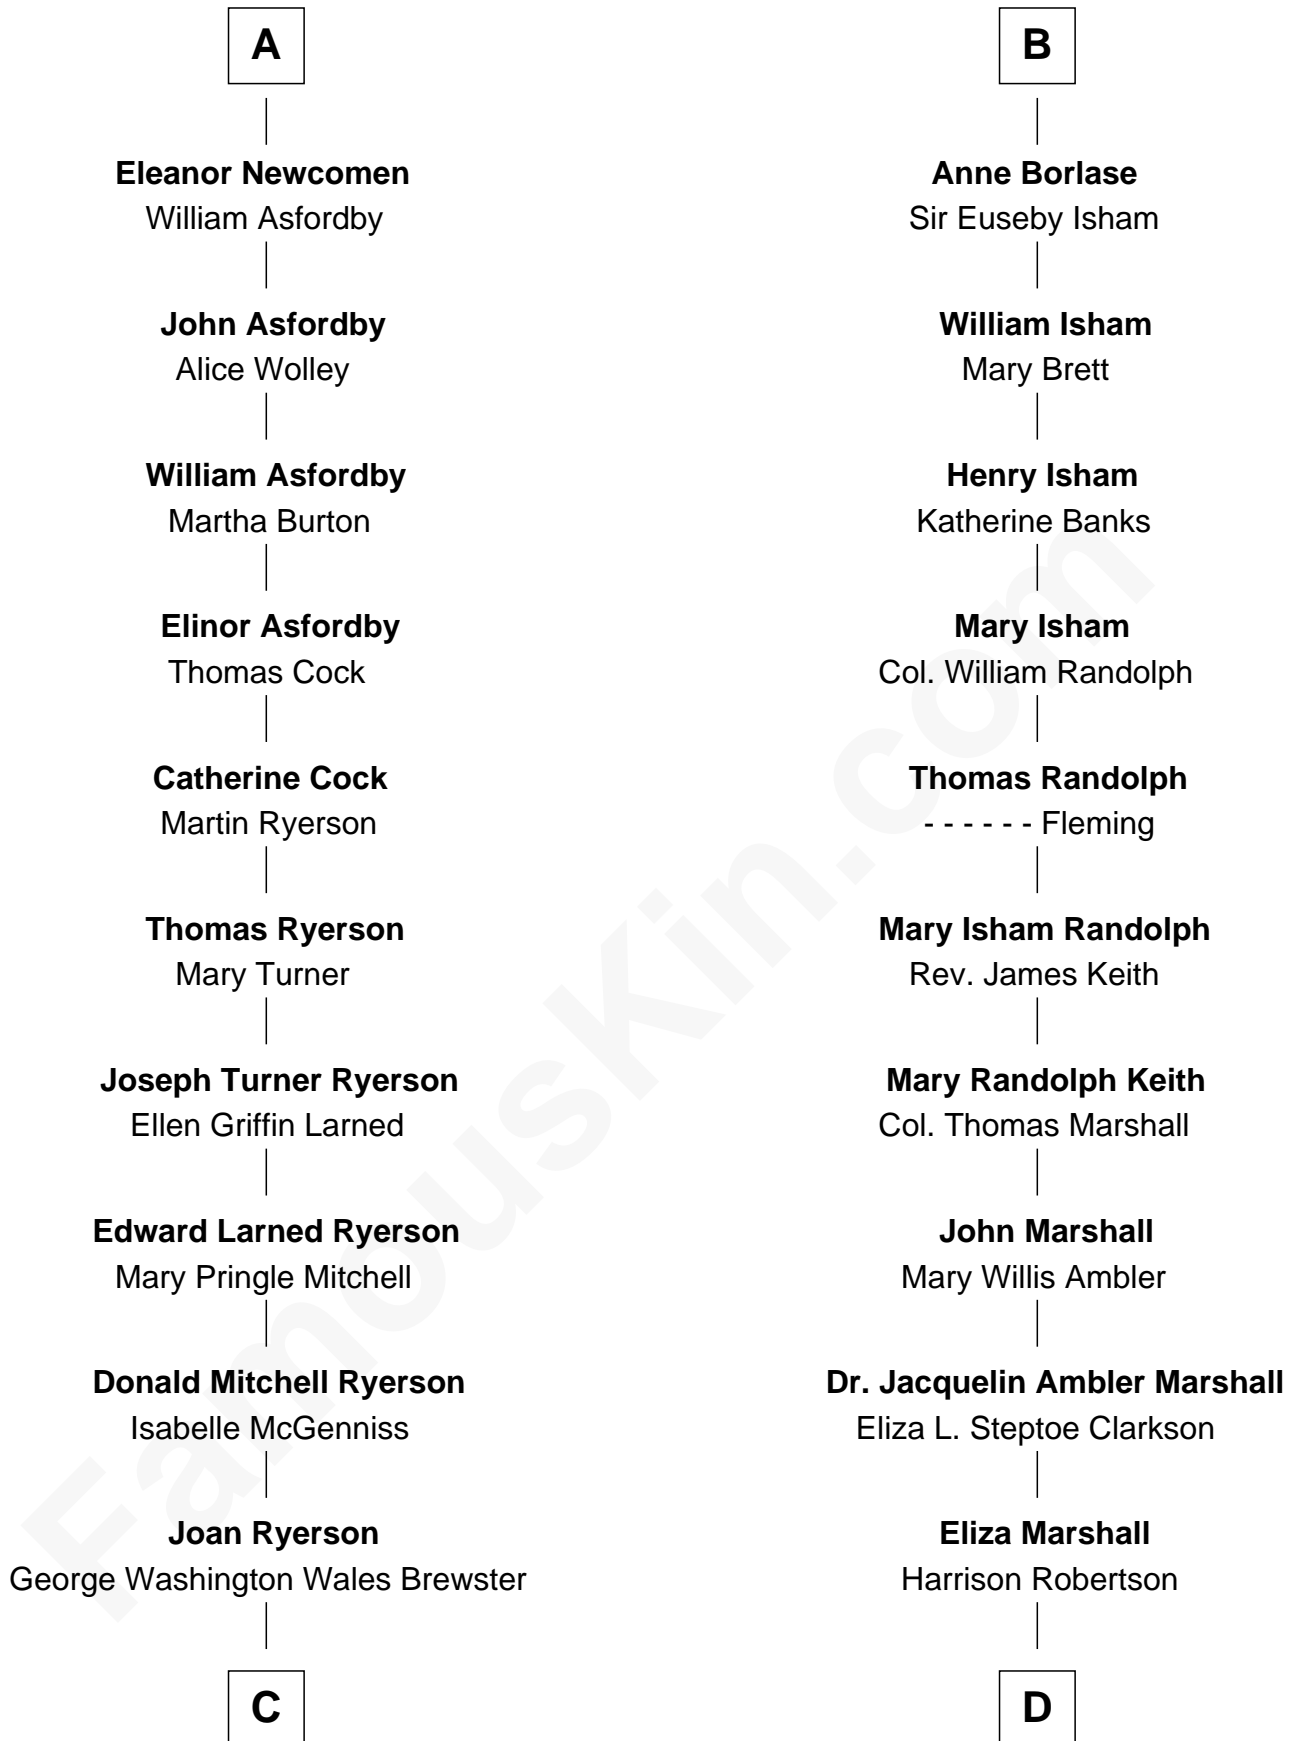 A
Eleanor Newcomen
William Asfordby
John Asfordby
Alice Wolley
William Asfordby
Martha Burton
Elinor Asfordby
Thomas Cock
Catherine Cock
Martin Ryerson
Thomas Ryerson
Mary Turner
Joseph Turner Ryerson
Ellen Griffin Larned
Edward Larned Ryerson
Mary Pringle Mitchell
Donald Mitchell Ryerson
Isabelle McGenniss
Joan Ryerson
George Washington Wales Brewster
C
B
Anne Borlase
Sir Euseby Isham
William Isham
Mary Brett
Henry Isham
Katherine Banks
Mary Isham
Col. William Randolph
Thomas Randolph
- - - - - - Fleming
Mary Isham Randolph
Rev. James Keith
Mary Randolph Keith
Col. Thomas Marshall
John Marshall
Mary Willis Ambler
Dr. Jacquelin Ambler Marshall
Eliza L. Steptoe Clarkson
Eliza Marshall
Harrison Robertson
D
FamousKin.com